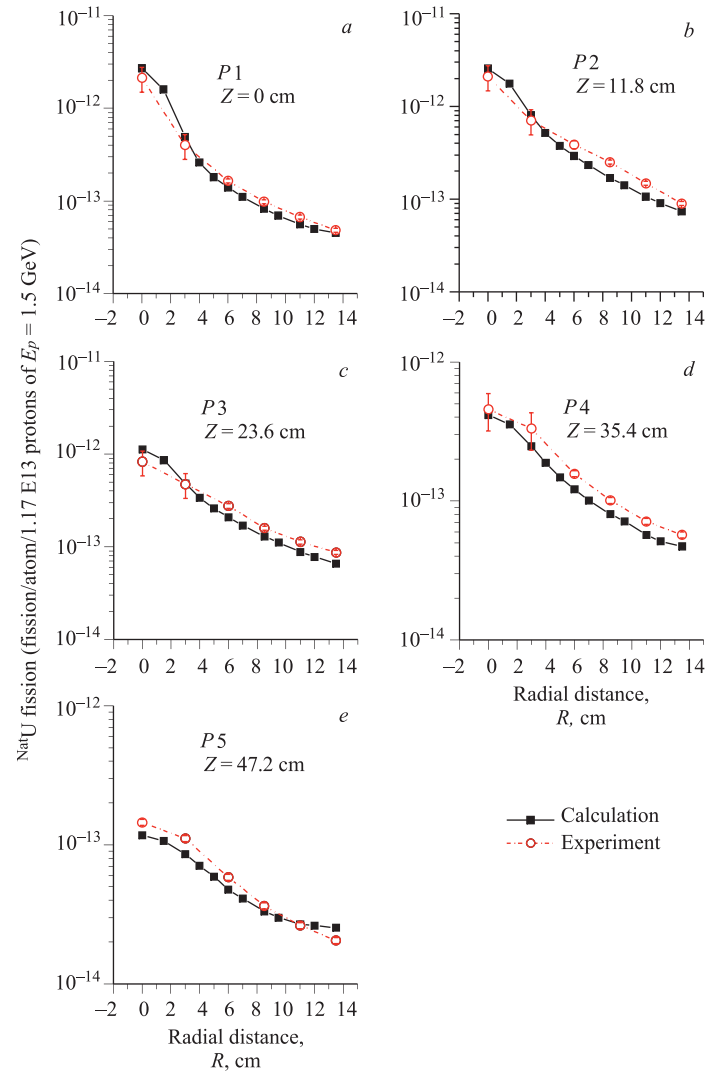 10⁻¹¹
a
P1
Z = 0 cm
10⁻¹²
10⁻¹³
10⁻¹⁴
−2 0 2 4 6 8 10 12 14
10⁻¹¹
b
P2
Z = 11.8 cm
10⁻¹²
10⁻¹³
10⁻¹⁴
−2 0 2 4 6 8 10 12 14
ᴺᵃᵗU fission (fission/atom/1.17 E13 protons of Eₚ = 1.5 GeV)
10⁻¹¹
c
P3
Z = 23.6 cm
10⁻¹²
10⁻¹³
10⁻¹⁴
−2 0 2 4 6 8 10 12 14
10⁻¹²
d
P4
Z = 35.4 cm
10⁻¹³
10⁻¹⁴
−2 0 2 4 6 8 10 12 14
Radial distance,
R, cm
10⁻¹²
e
P5
Z = 47.2 cm
10⁻¹³
10⁻¹⁴
−2 0 2 4 6 8 10 12 14
Radial distance,
R, cm
Calculation
Experiment